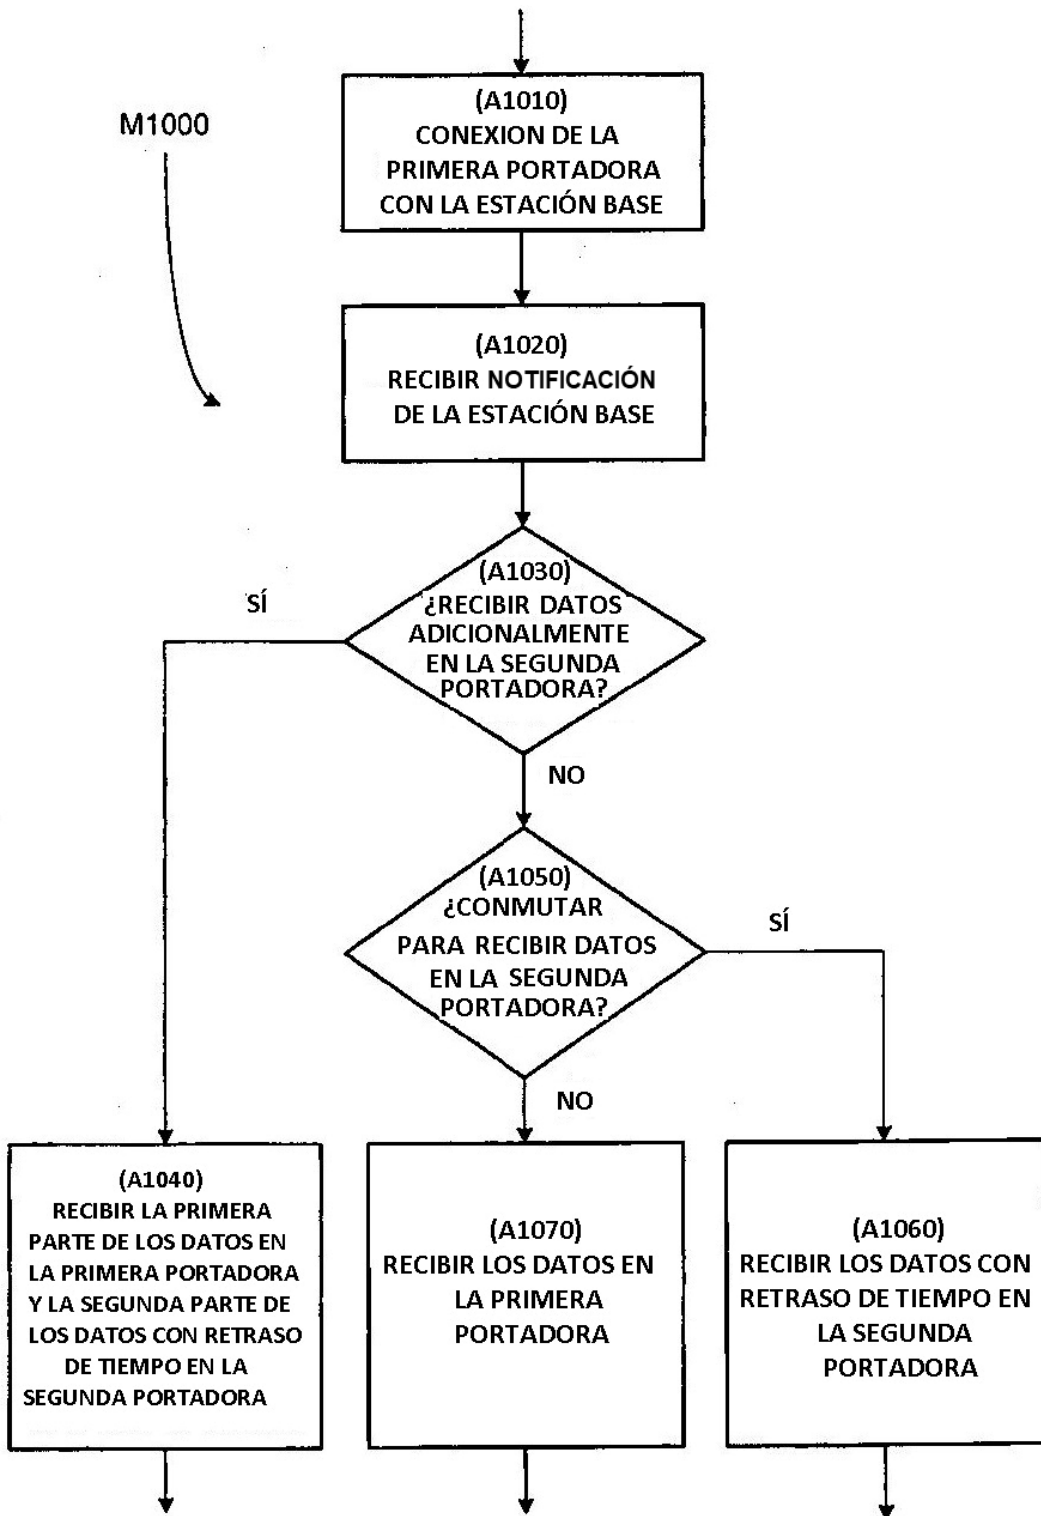 (A1010)
CONEXION DE LA
PRIMERA PORTADORA
CON LA ESTACIÓN BASE
M1000
(A1020)
RECIBIR NOTIFICACIÓN
DE LA ESTACIÓN BASE
(A1030)
¿RECIBIR DATOS
ADICIONALMENTE
EN LA SEGUNDA
PORTADORA?
SÍ
NO
(A1050)
¿CONMUTAR
PARA RECIBIR DATOS
EN LA SEGUNDA
PORTADORA?
SÍ
NO
(A1040)
RECIBIR LA PRIMERA
PARTE DE LOS DATOS EN
LA PRIMERA PORTADORA
Y LA SEGUNDA PARTE DE
LOS DATOS CON RETRASO
DE TIEMPO EN LA
SEGUNDA PORTADORA
(A1070)
RECIBIR LOS DATOS EN
LA PRIMERA
PORTADORA
(A1060)
RECIBIR LOS DATOS CON
RETRASO DE TIEMPO EN
LA SEGUNDA
PORTADORA